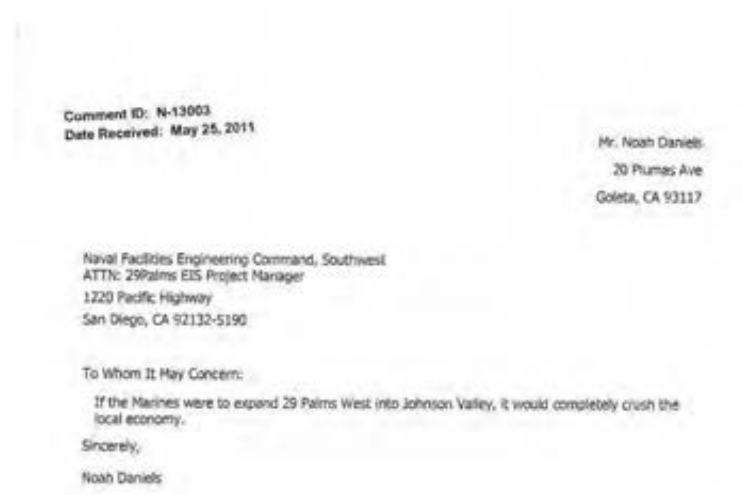 Comment ID: N-13003
Date Received: May 25, 2011
Mr. Noah Daniels
20 Plumas Ave
Goleta, CA 93117
Naval Facilities Engineering Command, Southwest
ATTN: 29Palms EIS Project Manager
1220 Pacific Highway
San Diego, CA 92132-5190
To Whom It May Concern:
If the Marines were to expand 29 Palms West into Johnson Valley, it would completely crush the
local economy.
Sincerely,
Noah Daniels